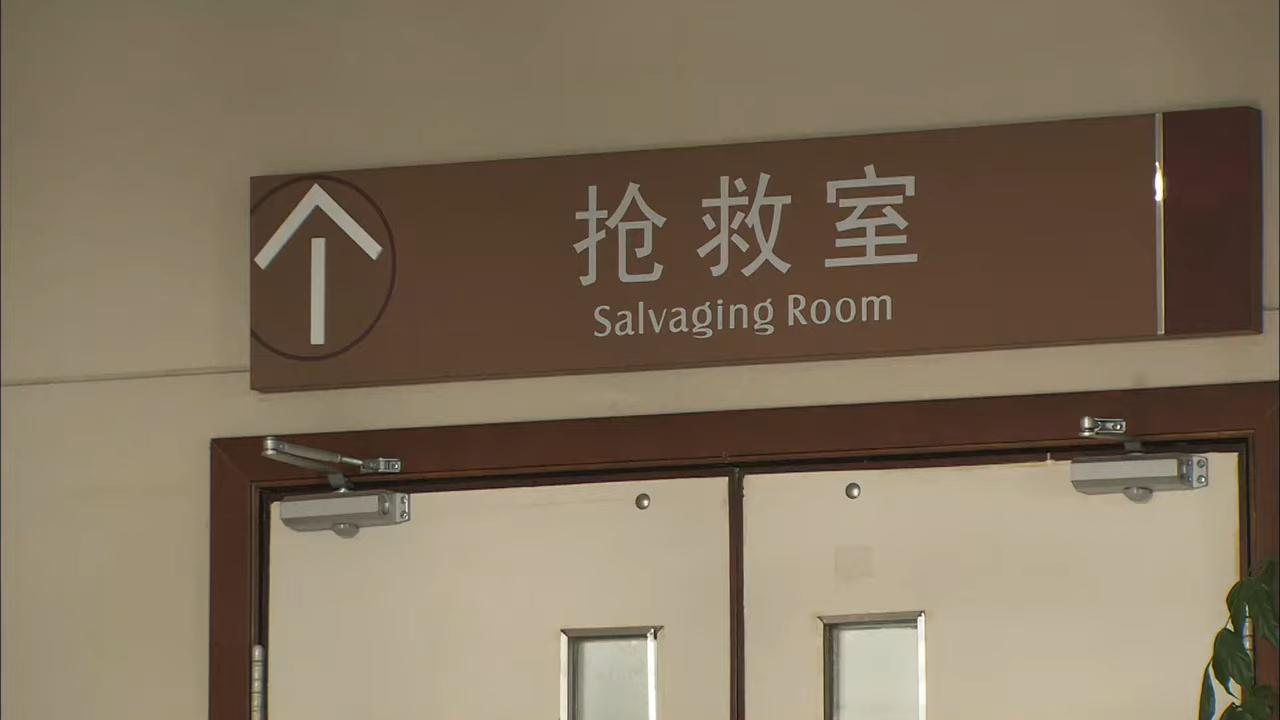 抢救室
Salvaging Room